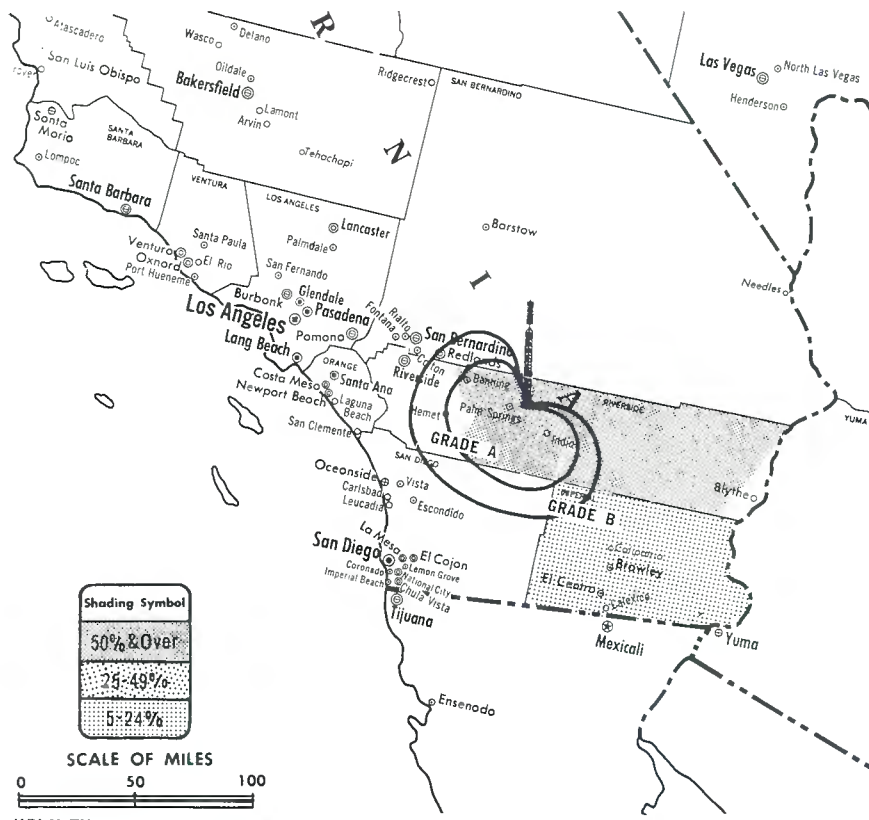 R
N
I
A
Atascadero
San Luis Obispo
Delano
Wasco
Oildale
Bakersfield
Lamont
Arvin
Tehachapi
Ridgecrest
SAN BERNARDINO
Las Vegas
North Las Vegas
Henderson
Santa
Maria
SANTA
BARBARA
Lompoc
Santa Barbara
VENTURA
LOS ANGELES
Lancaster
Palmdale
Barstow
Needles
Santa Paula
Ventura
El Rio
Oxnard
Port Hueneme
San Fernando
Burbank
Glendale
Los Angeles
Pasadena
Pomona
Long Beach
Fontana
Rialto
San Bernardino
Colton
Redlands
Riverside
ORANGE
Santa Ana
Costa Mesa
Newport Beach
Laguna
Beach
San Clemente
Banning
Hemet
Palm Springs
Indio
RIVERSIDE
YUMA
GRADE A
GRADE B
SAN DIEGO
IMPERIAL
Blythe
Oceanside
Vista
Carlsbad
Leucadia
Escondido
La Mesa
El Cajon
San Diego
Lemon Grove
Coronado
National City
Imperial Beach
Chula Vista
Tijuana
Calipatria
Brawley
El Centro
Calexico
Mexicali
Yuma
Ensenada
Shading Symbol
50% & Over
25-49%
5-24%
SCALE OF MILES
0 50 100